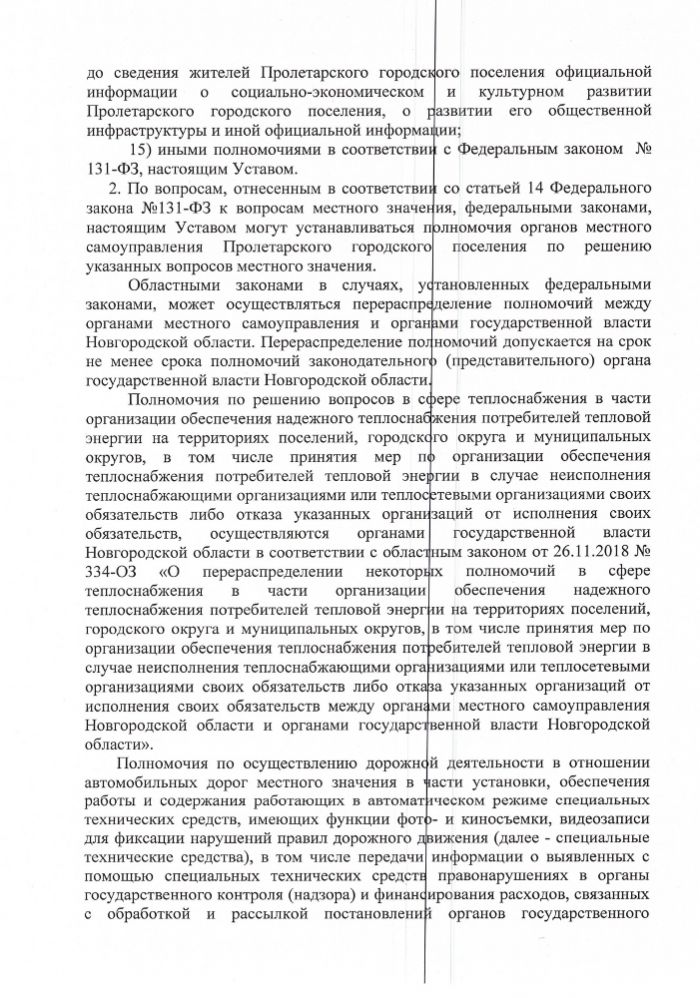 до сведения жителей Пролетарского городского поселения официальной
информации о социально-экономическом и культурном развитии
Пролетарского городского поселения, о развитии его общественной
инфраструктуры и иной официальной информации;
15) иными полномочиями в соответствии с Федеральным законом №
131-ФЗ, настоящим Уставом.
2. По вопросам, отнесенным в соответствии со статьей 14 Федерального
закона №131-ФЗ к вопросам местного значения, федеральными законами,
настоящим Уставом могут устанавливаться полномочия органов местного
самоуправления Пролетарского городского поселения по решению
указанных вопросов местного значения.
Областными законами в случаях, установленных федеральными
законами, может осуществляться перераспределение полномочий между
органами местного самоуправления и органами государственной власти
Новгородской области. Перераспределение полномочий допускается на срок
не менее срока полномочий законодательного (представительного) органа
государственной власти Новгородской области.
Полномочия по решению вопросов в сфере теплоснабжения в части
организации обеспечения надежного теплоснабжения потребителей тепловой
энергии на территориях поселений, городского округа и муниципальных
округов, в том числе принятия мер по организации обеспечения
теплоснабжения потребителей тепловой энергии в случае неисполнения
теплоснабжающими организациями или теплосетевыми организациями своих
обязательств либо отказа указанных организаций от исполнения своих
обязательств, осуществляются органами государственной власти
Новгородской области в соответствии с областным законом от 26.11.2018 №
334-ОЗ «О перераспределении некоторых полномочий в сфере
теплоснабжения в части организации обеспечения надежного
теплоснабжения потребителей тепловой энергии на территориях поселений,
городского округа и муниципальных округов, в том числе принятия мер по
организации обеспечения теплоснабжения потребителей тепловой энергии в
случае неисполнения теплоснабжающими организациями или теплосетевыми
организациями своих обязательств либо отказа указанных организаций от
исполнения своих обязательств между органами местного самоуправления
Новгородской области и органами государственной власти Новгородской
области».
Полномочия по осуществлению дорожной деятельности в отношении
автомобильных дорог местного значения в части установки, обеспечения
работы и содержания работающих в автоматическом режиме специальных
технических средств, имеющих функции фото- и киносъемки, видеозаписи
для фиксации нарушений правил дорожного движения (далее - специальные
технические средства), в том числе передачи информации о выявленных с
помощью специальных технических средств правонарушениях в органы
государственного контроля (надзора) и финансирования расходов, связанных
с обработкой и рассылкой постановлений органов государственного